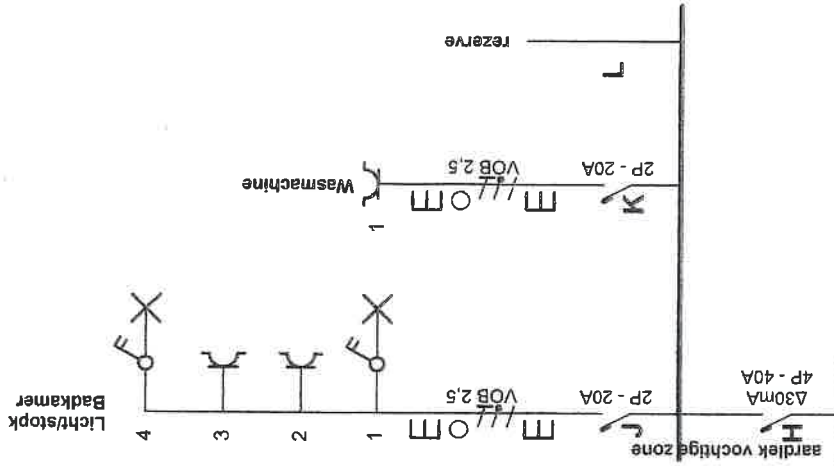 aardlek vochtige zone
H
Δ30mA
4P - 40A
J
2P - 20A
VOB 2,5
1
2
3
4
Licht/stopk
Badkamer
K
2P - 20A
VOB 2,5
1
Wasmachine
L
rezerve